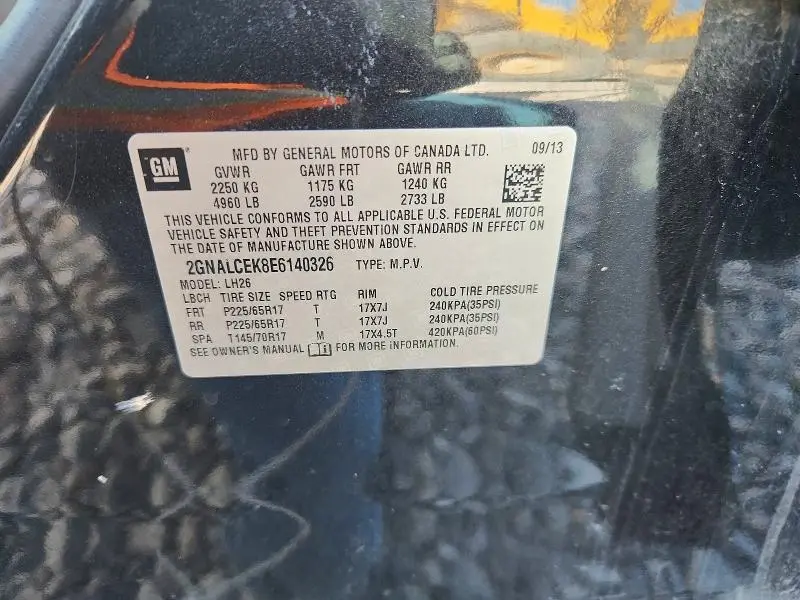 GM
MFD BY GENERAL MOTORS OF CANADA LTD. 09/13
GVWR GAWR FRT GAWR RR
2250 KG 1175 KG 1240 KG
4960 LB 2590 LB 2733 LB
THIS VEHICLE CONFORMS TO ALL APPLICABLE U.S. FEDERAL MOTOR
VEHICLE SAFETY AND THEFT PREVENTION STANDARDS IN EFFECT ON
THE DATE OF MANUFACTURE SHOWN ABOVE.
2GNALCEK8E6140326 TYPE: M.P.V.
MODEL: LH26
LBCH TIRE SIZE SPEED RTG RIM COLD TIRE PRESSURE
FRT P225/65R17 T 17X7J 240KPA(35PSI)
RR P225/65R17 T 17X7J 240KPA(35PSI)
SPA T145/70R17 M 17X4.5T 420KPA(60PSI)
SEE OWNER'S MANUAL FOR MORE INFORMATION.